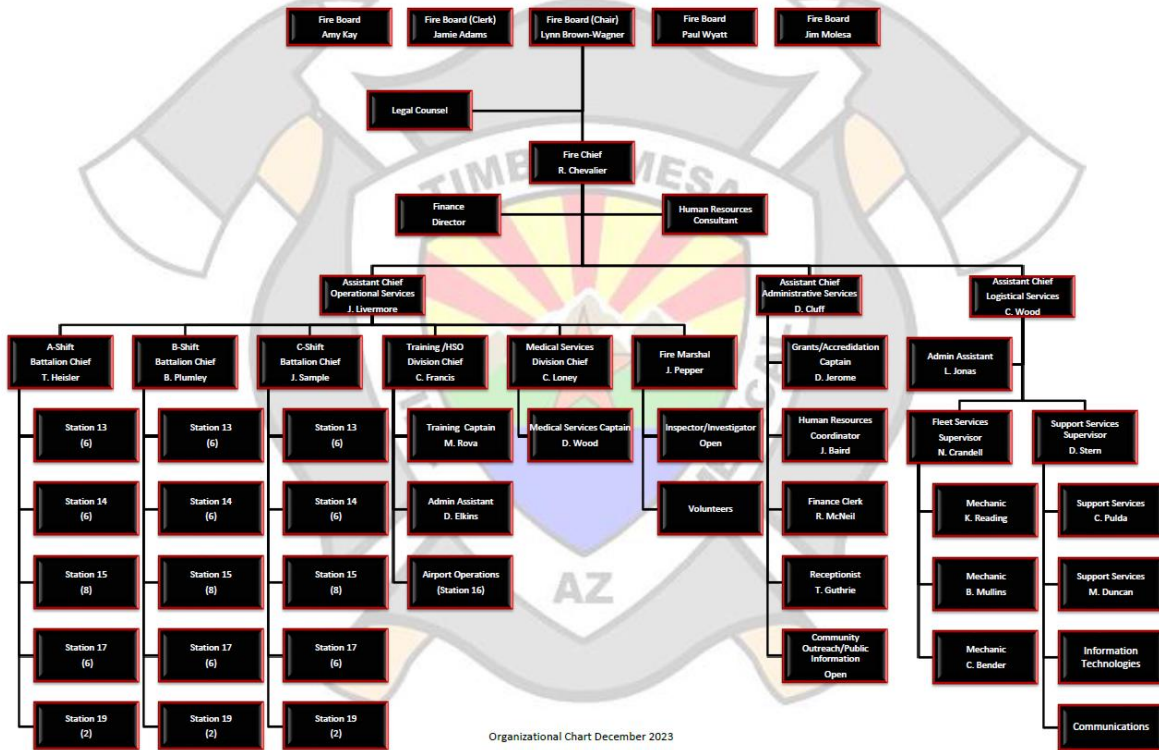 Fire Board
Amy Kay
Fire Board (Clerk)
Jamie Adams
Fire Board (Chair)
Lynn Brown-Wagner
Fire Board
Paul Wyatt
Fire Board
Jim Molesa
Legal Counsel
Fire Chief
R. Chevalier
TIMBER MESA
Finance
Director
Human Resources
Consultant
Assistant Chief
Operational Services
J. Livermore
Assistant Chief
Administrative Services
D. Cluff
Assistant Chief
Logistical Services
C. Wood
A-Shift
Battalion Chief
T. Heisler
Station 13
(6)
Station 14
(6)
Station 15
(8)
Station 17
(6)
Station 19
(2)
B-Shift
Battalion Chief
B. Plumley
Station 13
(6)
Station 14
(6)
Station 15
(8)
Station 17
(6)
Station 19
(2)
C-Shift
Battalion Chief
J. Sample
Station 13
(6)
Station 14
(6)
Station 15
(8)
Station 17
(6)
Station 19
(2)
Training /HSO
Division Chief
C. Francis
Training Captain
M. Rova
Admin Assistant
D. Elkins
Airport Operations
(Station 16)
Medical Services
Division Chief
C. Loney
Medical Services Captain
D. Wood
Fire Marshal
J. Pepper
Inspector/Investigator
Open
Volunteers
Grants/Accredidation
Captain
D. Jerome
Human Resources
Coordinator
J. Baird
Finance Clerk
R. McNeil
Receptionist
T. Guthrie
Community
Outreach/Public
Information
Open
Admin Assistant
L. Jonas
Fleet Services
Supervisor
N. Crandell
Mechanic
K. Reading
Mechanic
B. Mullins
Mechanic
C. Bender
Support Services
Supervisor
D. Stern
Support Services
C. Pulda
Support Services
M. Duncan
Information
Technologies
Communications
AZ
Organizational Chart December 2023